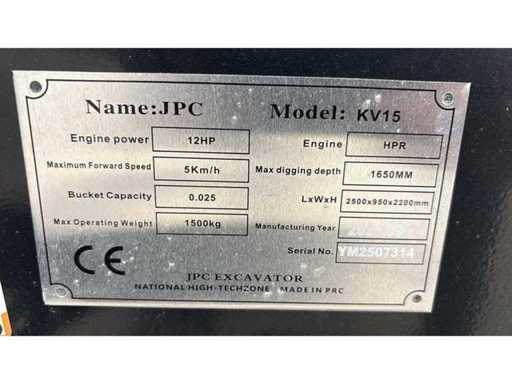 Name:JPC Model: KV15
Engine power 12HP Engine HPR
Maximum Forward Speed 5Km/h Max digging depth 1650MM
Bucket Capacity 0.025 LxWxH 2500x950x2200mm
Max Operating Weight 1500kg Manufacturing Year
Serial No. YM2507314
CE
JPC EXCAVATOR
NATIONAL HIGH-TECHZONE MADE IN PRC